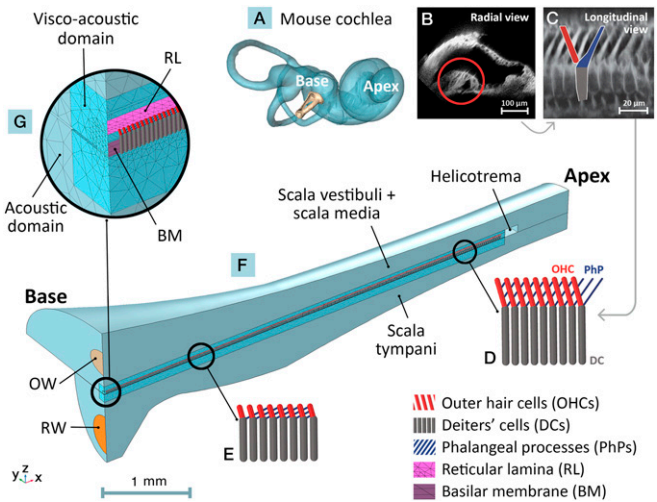 A Mouse cochlea
Base
Apex
B Radial view
100 µm
C Longitudinal
view
20 µm
Visco-acoustic
domain
RL
G
Acoustic
domain
BM
F
Scala vestibuli +
scala media
Helicotrema
Apex
Base
OW
RW
Scala
tympani
OHC
PhP
D
DC
E
Outer hair cells (OHCs)
Deiters' cells (DCs)
Phalangeal processes (PhPs)
Reticular lamina (RL)
Basilar membrane (BM)
y z x
1 mm